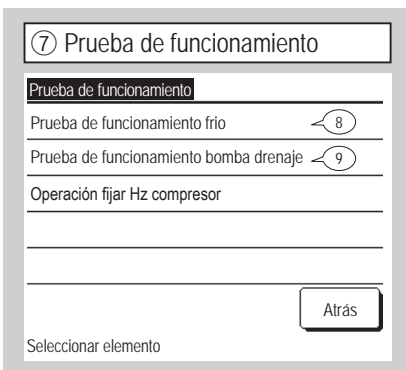 ⑦ Prueba de funcionamiento
Prueba de funcionamiento
Prueba de funcionamiento frio 8
Prueba de funcionamiento bomba drenaje 9
Operación fijar Hz compresor
Atrás
Seleccionar elemento